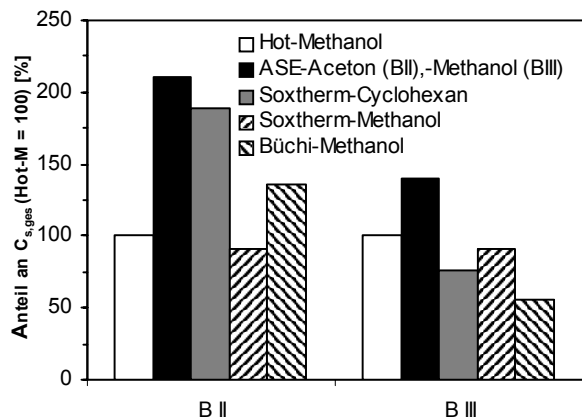 Anteil an C_s,ges (Hot-M = 100) [%]
250
200
150
100
50
0
Hot-Methanol
ASE-Aceton (BII),-Methanol (BIII)
Soxtherm-Cyclohexan
Soxtherm-Methanol
Büchi-Methanol
B II
B III